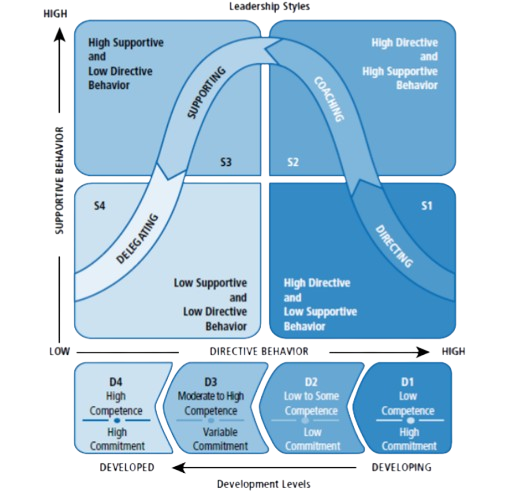 Leadership Styles
HIGH
SUPPORTIVE BEHAVIOR
High Supportive
and
Low Directive
Behavior
SUPPORTING
S3
High Directive
and
High Supportive
Behavior
COACHING
S2
S4
DELEGATING
Low Supportive
and
Low Directive
Behavior
S1
DIRECTING
High Directive
and
Low Supportive
Behavior
LOW
DIRECTIVE BEHAVIOR
HIGH
D4
High
Competence
High
Commitment
D3
Moderate to High
Competence
Variable
Commitment
D2
Low to Some
Competence
Low
Commitment
D1
Low
Competence
High
Commitment
DEVELOPED
DEVELOPING
Development Levels